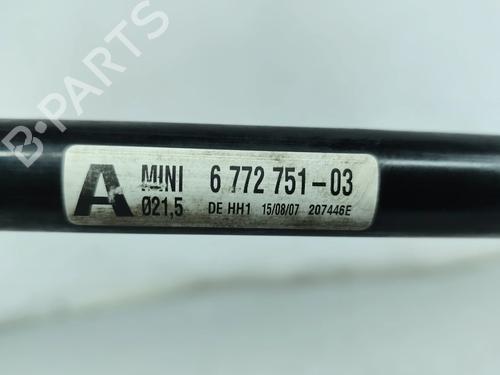 A MINI 6 772 751-03
Ø21,5 DE HH1 15/08/07 207446E
B-PARTS